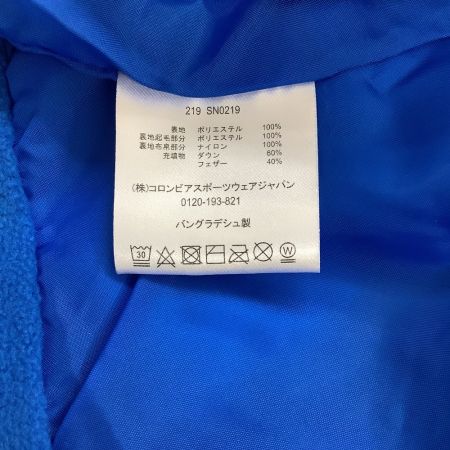 219 SN0219
表地 ポリエステル 100%
裏地起毛部分 ポリエステル 100%
裏地布帛部分 ナイロン 100%
充填物 ダウン 60%
フェザー 40%
(株)コロンビアスポーツウェアジャパン
0120-193-821
バングラデシュ製
30 W